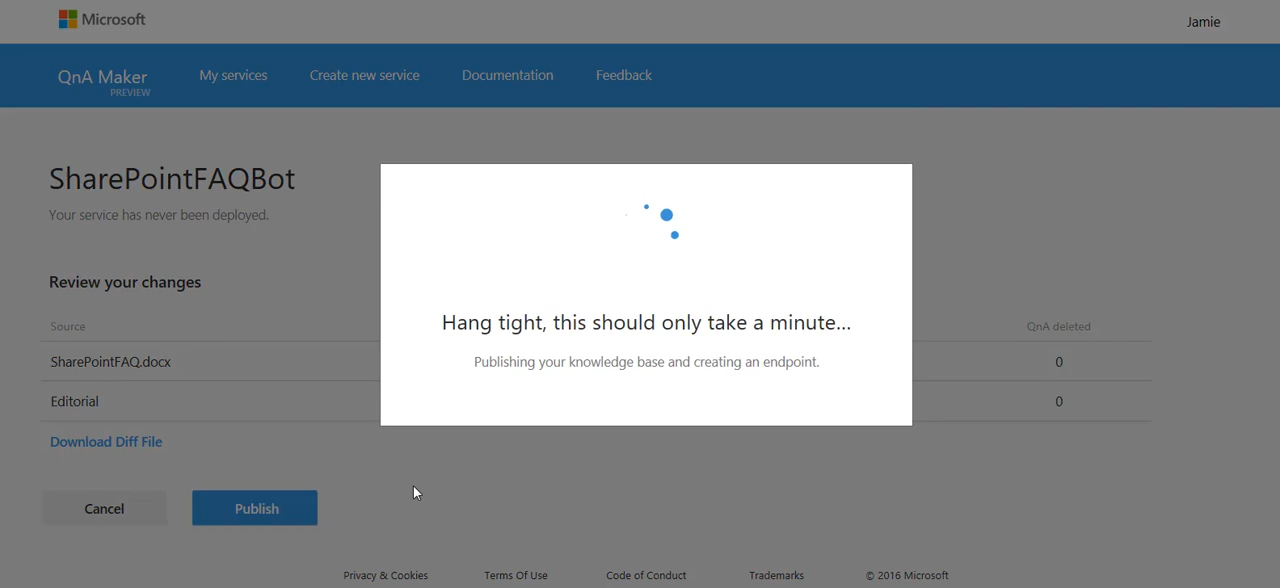 Microsoft
Jamie
QnA Maker
PREVIEW
My services
Create new service
Documentation
Feedback
SharePointFAQBot
Your service has never been deployed.
Review your changes
Source
QnA deleted
SharePointFAQ.docx
0
Editorial
0
Download Diff File
Cancel
Publish
Hang tight, this should only take a minute...
Publishing your knowledge base and creating an endpoint.
Privacy & Cookies
Terms Of Use
Code of Conduct
Trademarks
© 2016 Microsoft